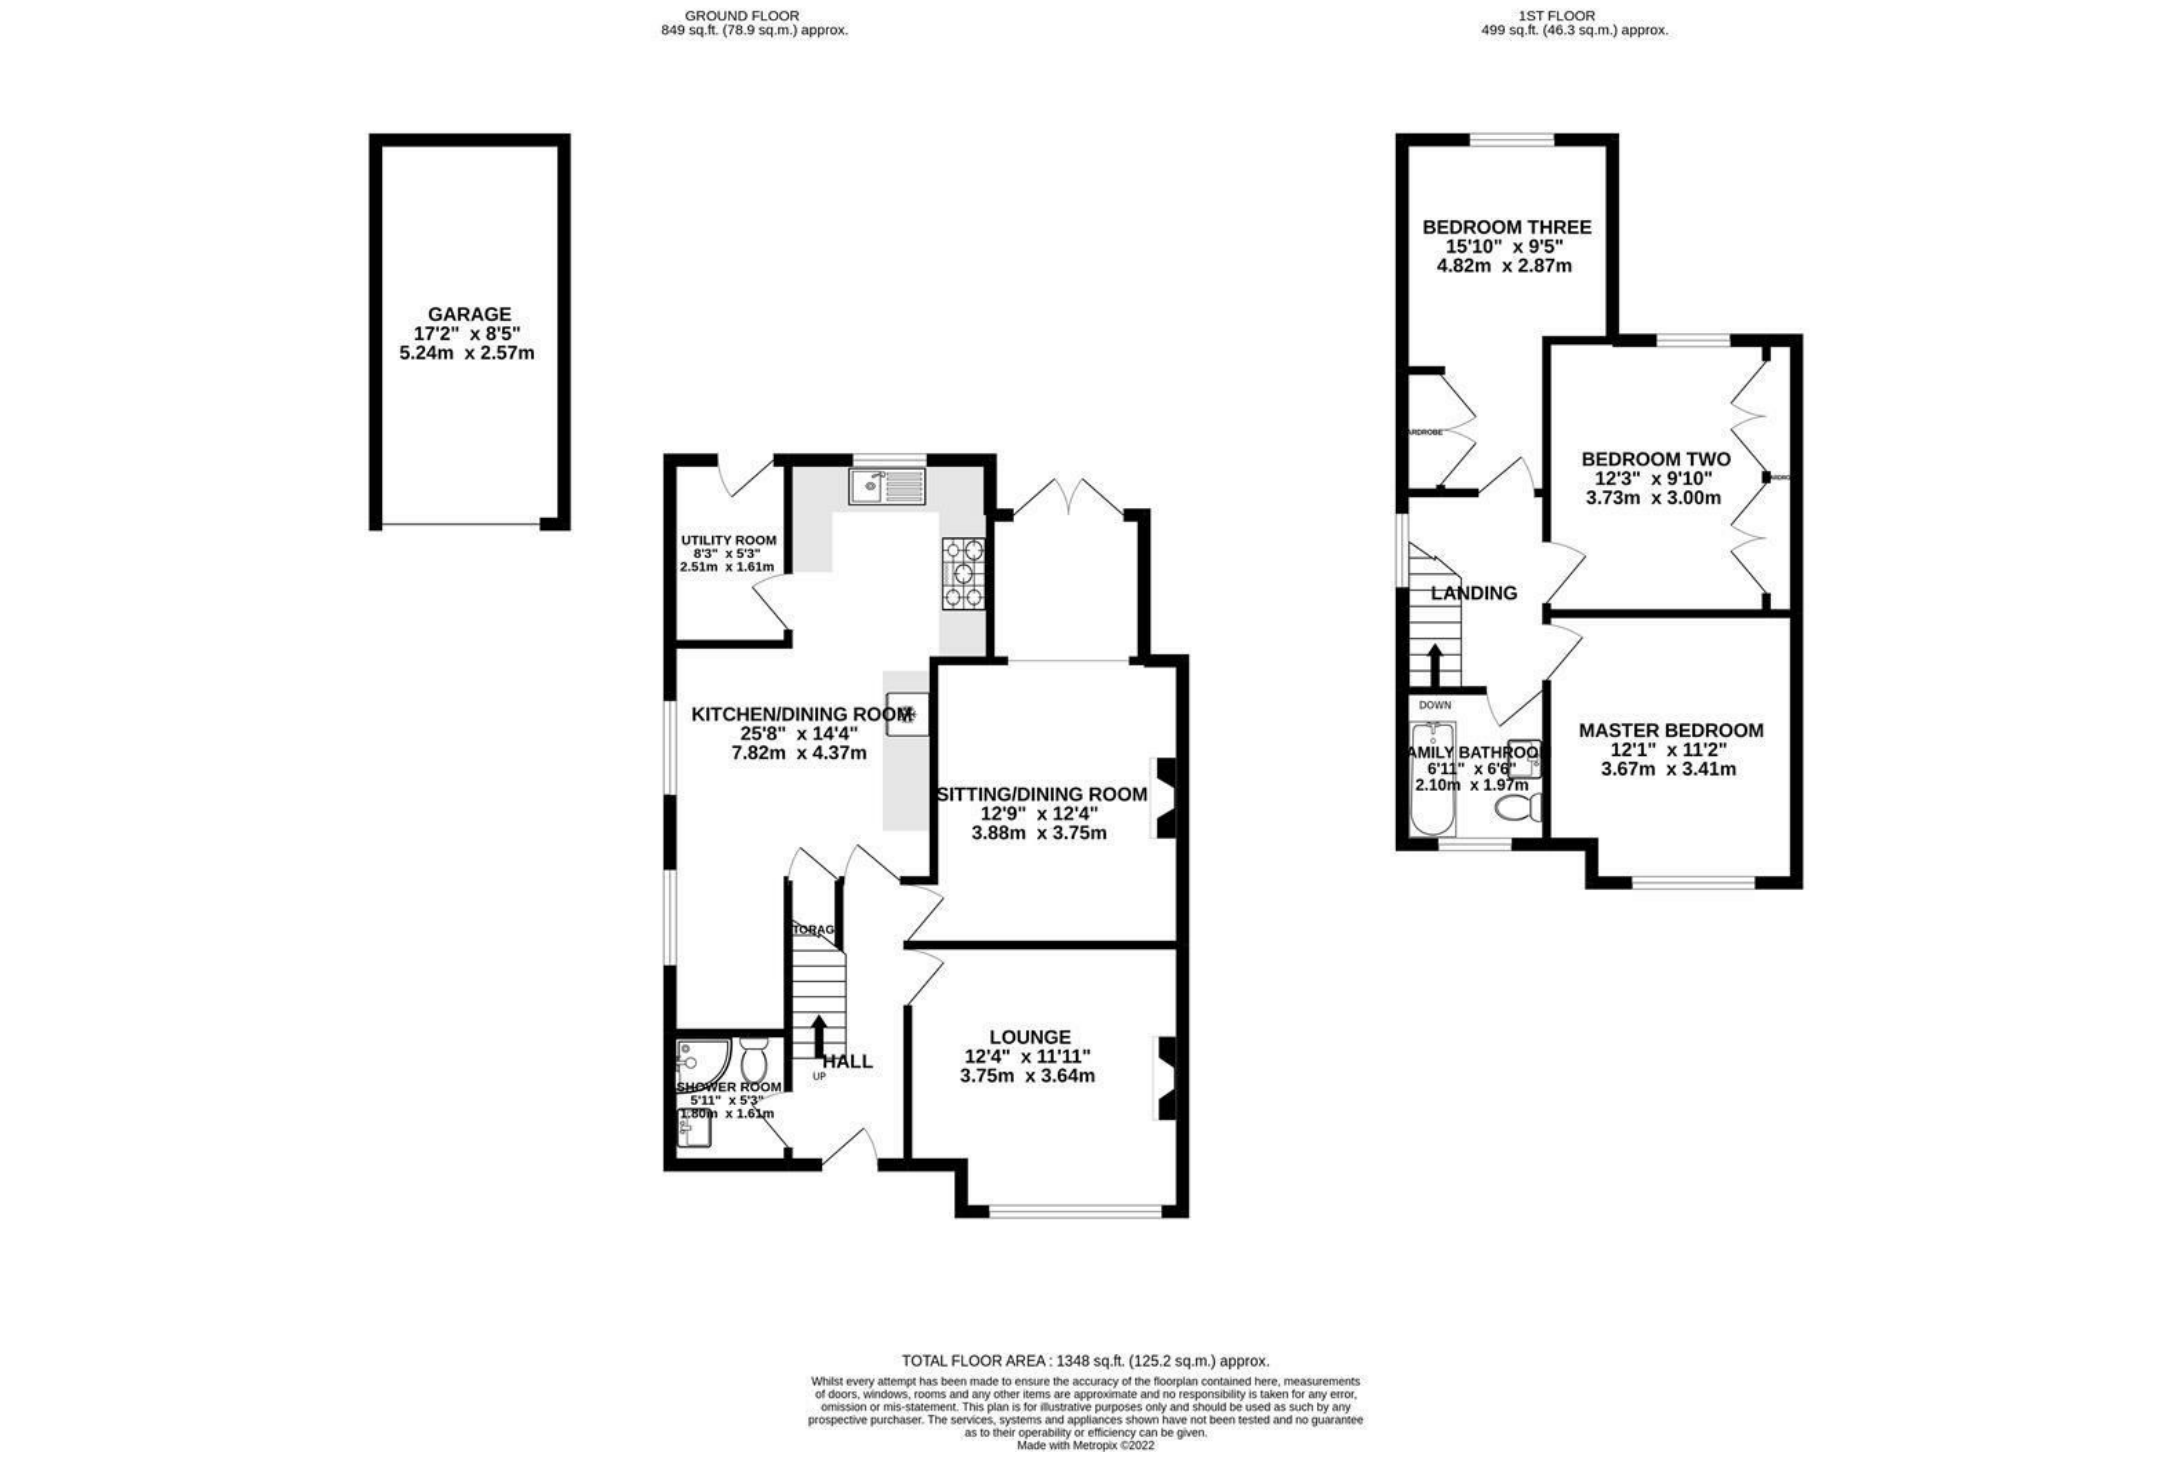 GROUND FLOOR
849 sq.ft. (78.9 sq.m.) approx.
1ST FLOOR
499 sq.ft. (46.3 sq.m.) approx.
GARAGE
17'2" x 8'5"
5.24m x 2.57m
UTILITY ROOM
8'3" x 5'3"
2.51m x 1.61m
KITCHEN/DINING ROOM
25'8" x 14'4"
7.82m x 4.37m
SITTING/DINING ROOM
12'9" x 12'4"
3.88m x 3.75m
TORAG
LOUNGE
12'4" x 11'11"
3.75m x 3.64m
HALL
UP
SHOWER ROOM
5'11" x 5'3"
1.80m x 1.61m
BEDROOM THREE
15'10" x 9'5"
4.82m x 2.87m
ARDROBE
BEDROOM TWO
12'3" x 9'10"
3.73m x 3.00m
ARDRO
LANDING
DOWN
AMILY BATHROO
6'11" x 6'6"
2.10m x 1.97m
MASTER BEDROOM
12'1" x 11'2"
3.67m x 3.41m
TOTAL FLOOR AREA : 1348 sq.ft. (125.2 sq.m.) approx.
Whilst every attempt has been made to ensure the accuracy of the floorplan contained here, measurements
of doors, windows, rooms and any other items are approximate and no responsibility is taken for any error,
omission or mis-statement. This plan is for illustrative purposes only and should be used as such by any
prospective purchaser. The services, systems and appliances shown have not been tested and no guarantee
as to their operability or efficiency can be given.
Made with Metropix ©2022